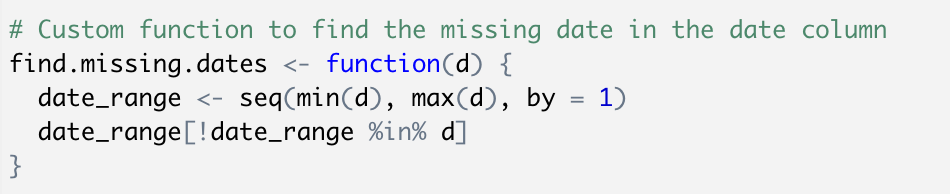 # Custom function to find the missing date in the date column
find.missing.dates <- function(d) {
  date_range <- seq(min(d), max(d), by = 1)
  date_range[!date_range %in% d]
}